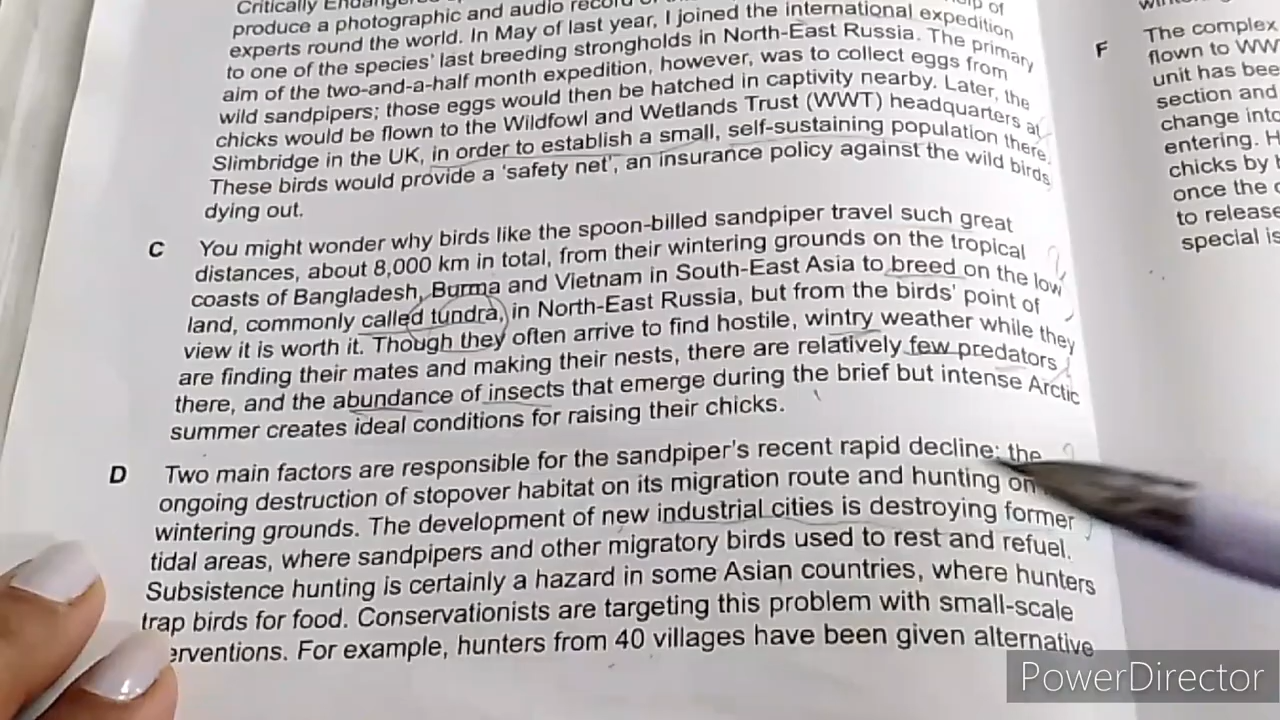 Critically Endangered
produce a photographic and audio record of
experts round the world. In May of last year, I joined the international expedition
to one of the species' last breeding strongholds in North-East Russia. The primary
aim of the two-and-a-half month expedition, however, was to collect eggs from
wild sandpipers; those eggs would then be hatched in captivity nearby. Later, the
chicks would be flown to the Wildfowl and Wetlands Trust (WWT) headquarters at
Slimbridge in the UK, in order to establish a small, self-sustaining population there.
These birds would provide a 'safety net', an insurance policy against the wild birds
dying out.
C You might wonder why birds like the spoon-billed sandpiper travel such great
distances, about 8,000 km in total, from their wintering grounds on the tropical
coasts of Bangladesh, Burma and Vietnam in South-East Asia to breed on the low
land, commonly called tundra, in North-East Russia, but from the birds' point of
view it is worth it. Though they often arrive to find hostile, wintry weather while they
are finding their mates and making their nests, there are relatively few predators
there, and the abundance of insects that emerge during the brief but intense Arctic
summer creates ideal conditions for raising their chicks.
D Two main factors are responsible for the sandpiper's recent rapid decline: the
ongoing destruction of stopover habitat on its migration route and hunting on
wintering grounds. The development of new industrial cities is destroying former
tidal areas, where sandpipers and other migratory birds used to rest and refuel.
Subsistence hunting is certainly a hazard in some Asian countries, where hunters
trap birds for food. Conservationists are targeting this problem with small-scale
erventions. For example, hunters from 40 villages have been given alternative
F The complex
flown to WW
unit has bee
section and
change into
entering. H
chicks by h
once the c
to release
special is
PowerDirector